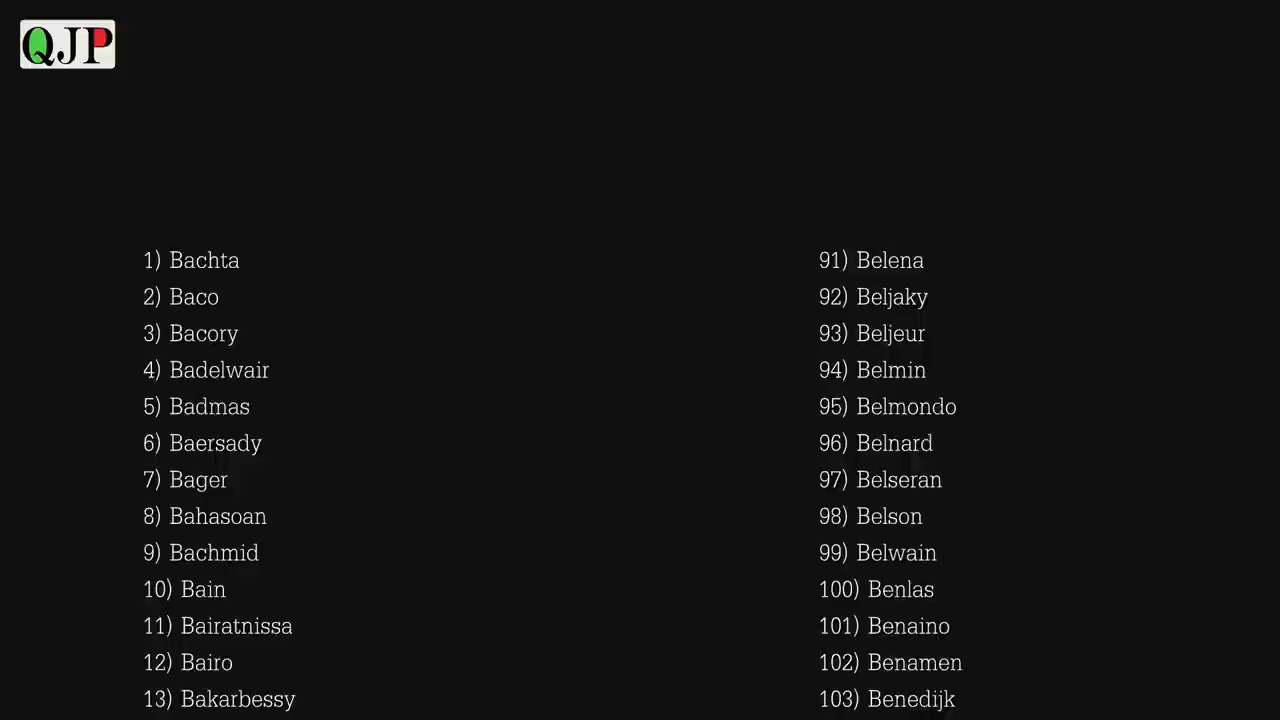 QJP
1) Bachta
2) Baco
3) Bacory
4) Badelwair
5) Badmas
6) Baersady
7) Bager
8) Bahasoan
9) Bachmid
10) Bain
11) Bairatnissa
12) Bairo
13) Bakarbessy
91) Belena
92) Beljaky
93) Beljeur
94) Belmin
95) Belmondo
96) Belnard
97) Belseran
98) Belson
99) Belwain
100) Benlas
101) Benaino
102) Benamen
103) Benedijk